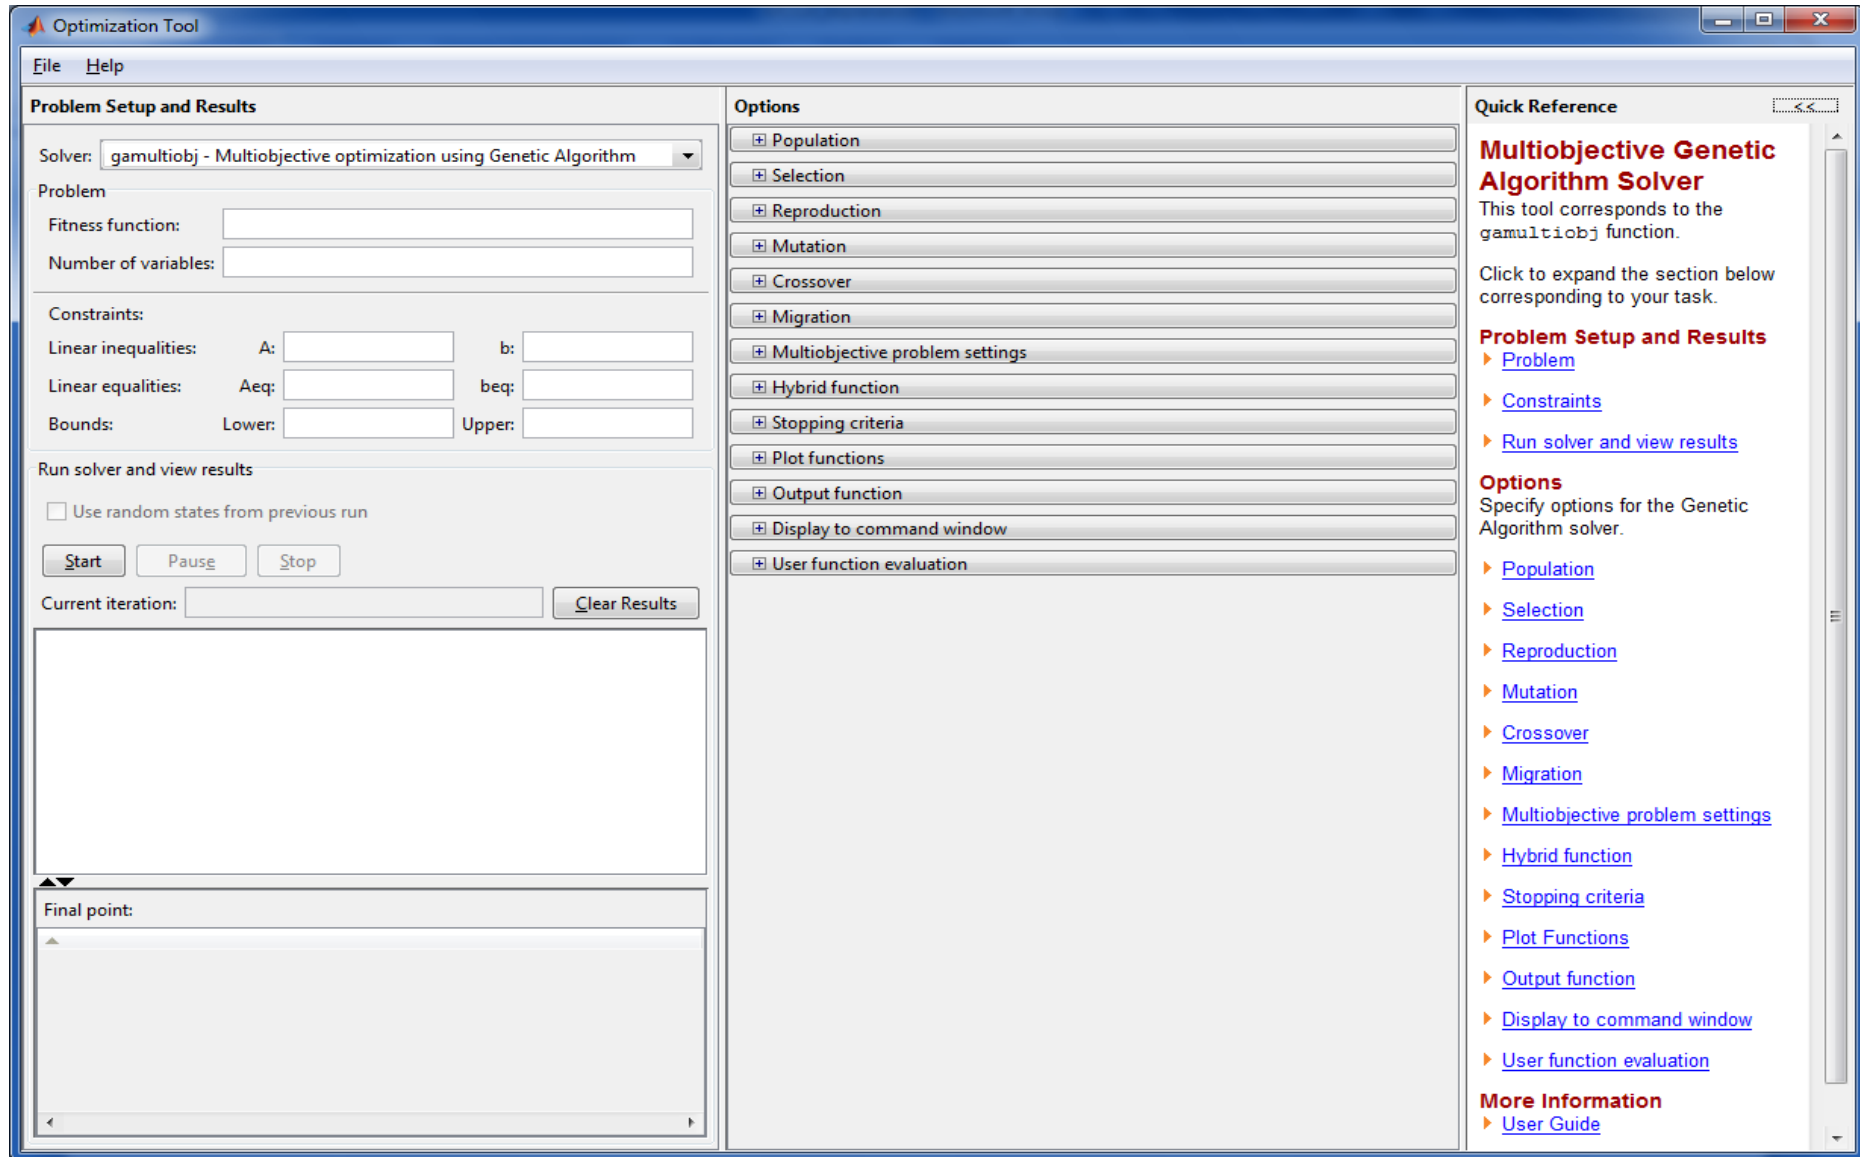 Optimization Tool
File Help
Problem Setup and Results
Solver: gamultiobj - Multiobjective optimization using Genetic Algorithm
Problem
Fitness function:
Number of variables:
Constraints:
Linear inequalities: A: b:
Linear equalities: Aeq: beq:
Bounds: Lower: Upper:
Run solver and view results
Use random states from previous run
Start Pause Stop
Current iteration: Clear Results
Final point:
Options
Population
Selection
Reproduction
Mutation
Crossover
Migration
Multiobjective problem settings
Hybrid function
Stopping criteria
Plot functions
Output function
Display to command window
User function evaluation
Quick Reference <<
Multiobjective Genetic
Algorithm Solver
This tool corresponds to the
gamultiobj function.
Click to expand the section below
corresponding to your task.
Problem Setup and Results
Problem
Constraints
Run solver and view results
Options
Specify options for the Genetic
Algorithm solver.
Population
Selection
Reproduction
Mutation
Crossover
Migration
Multiobjective problem settings
Hybrid function
Stopping criteria
Plot Functions
Output function
Display to command window
User function evaluation
More Information
User Guide